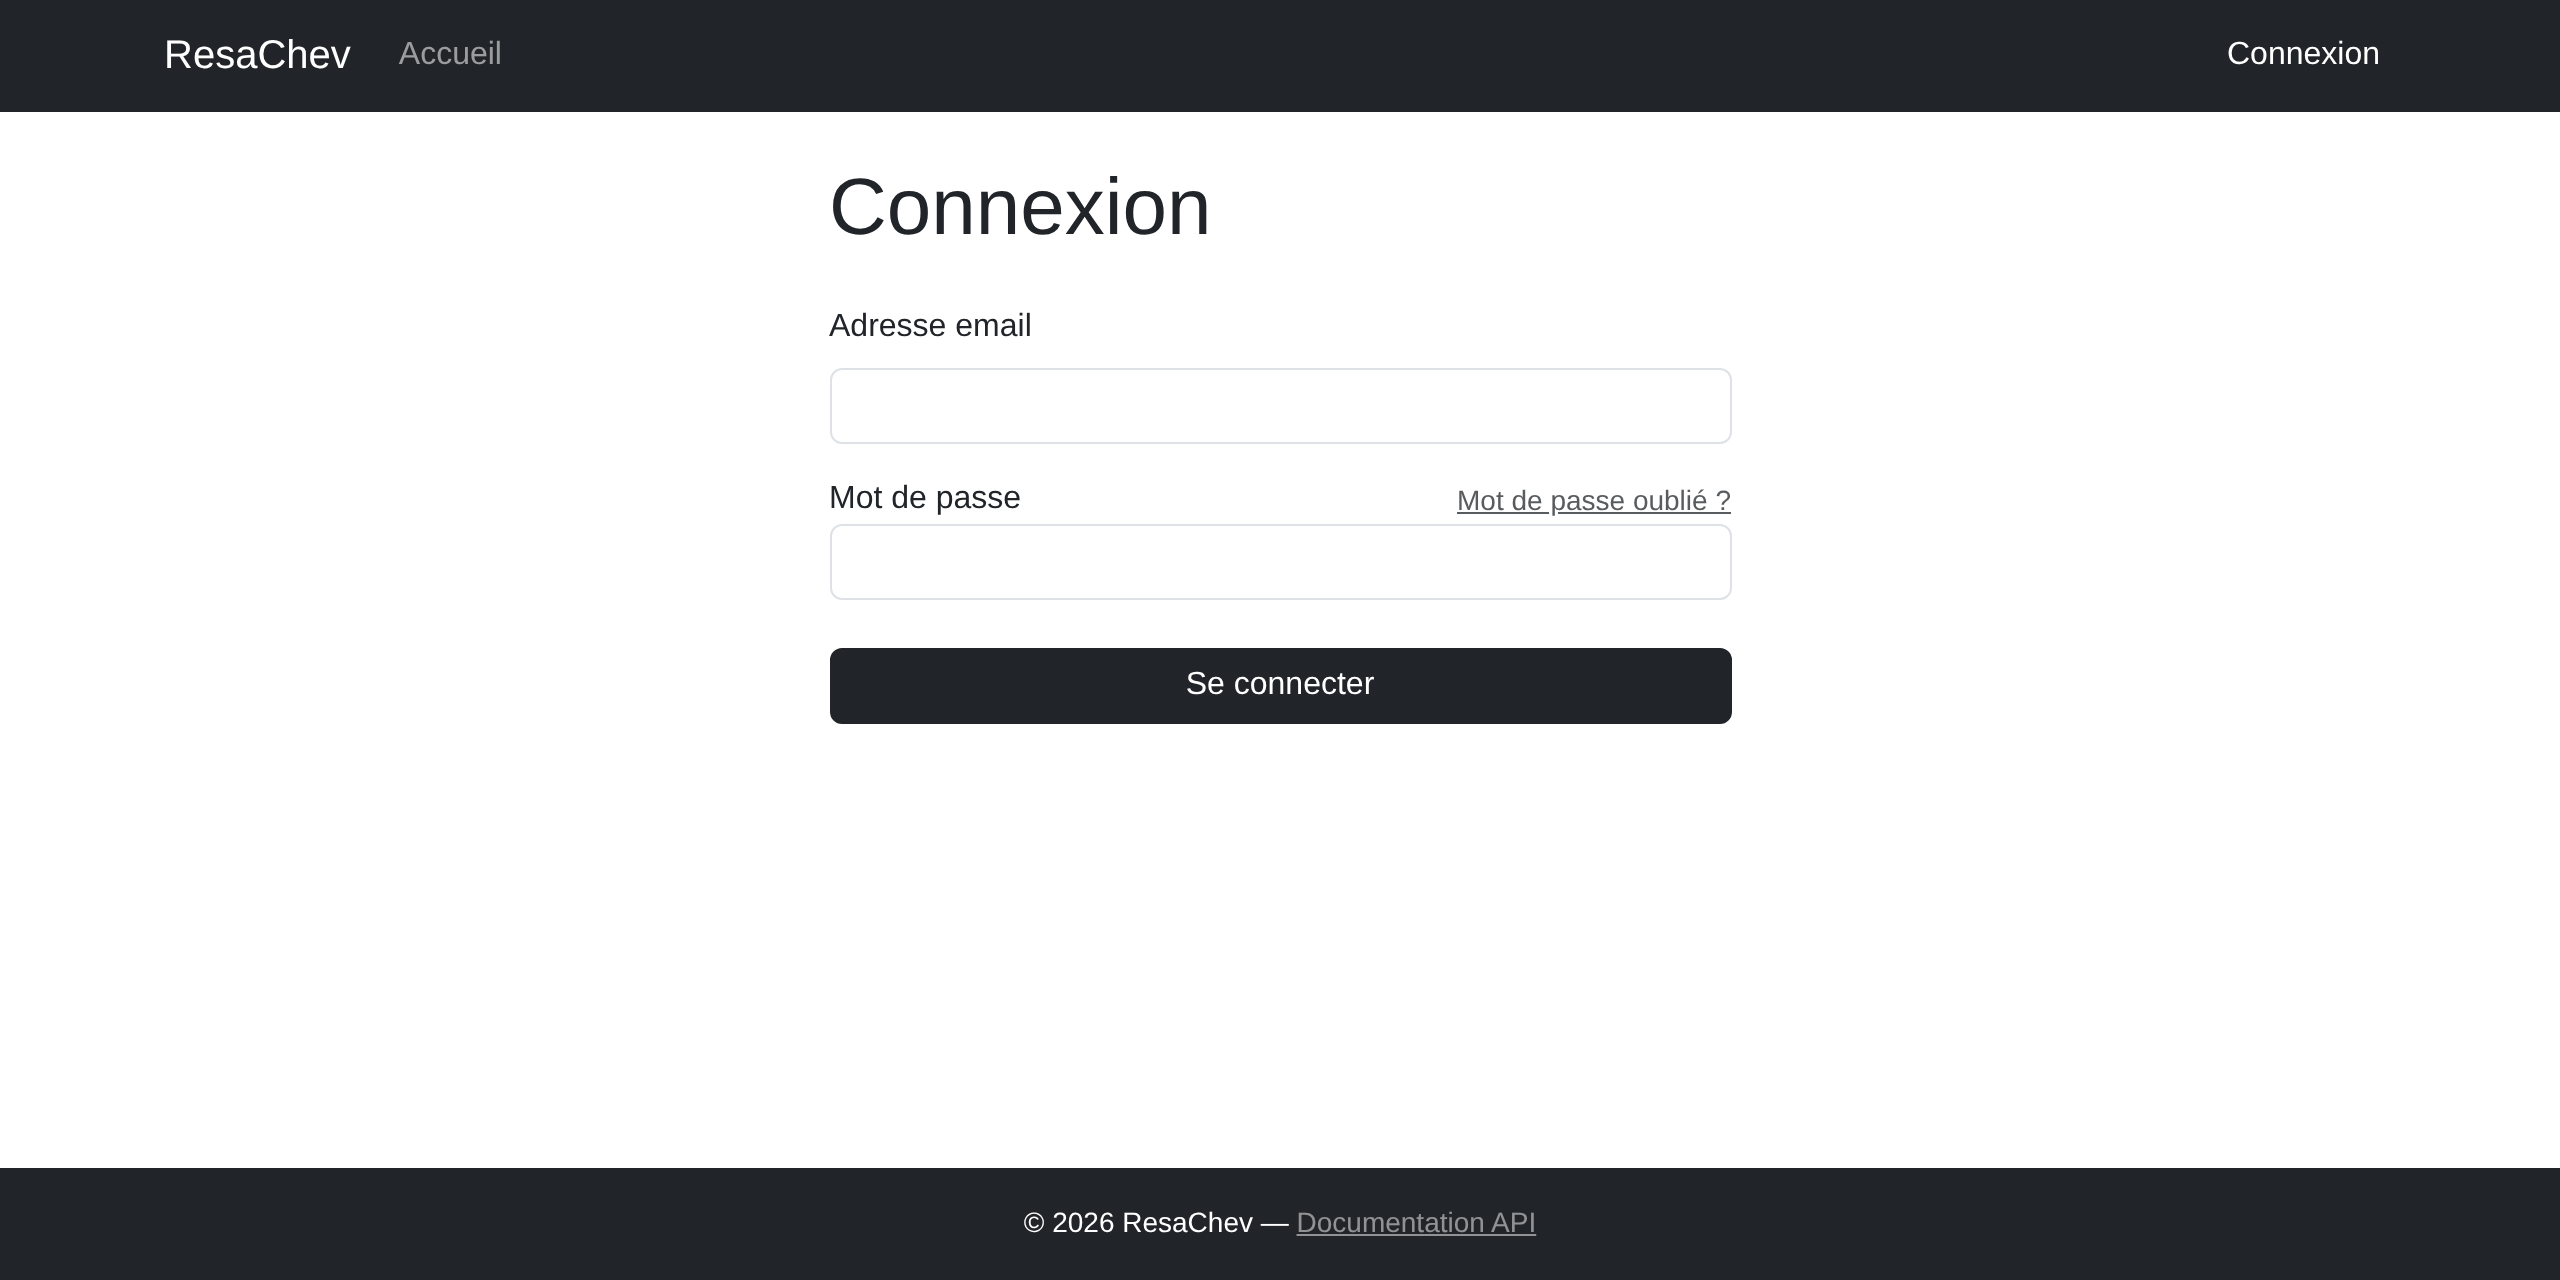 ResaChev Accueil Connexion
Connexion
Adresse email
Mot de passe Mot de passe oublié ?
Se connecter
© 2026 ResaChev — Documentation API